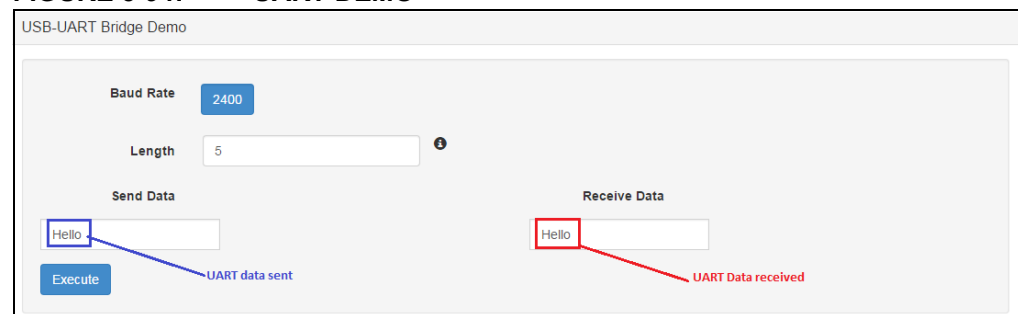 USB-UART Bridge Demo
Baud Rate 2400
Length 5
Send Data Receive Data
Hello Hello
Execute UART data sent UART Data received